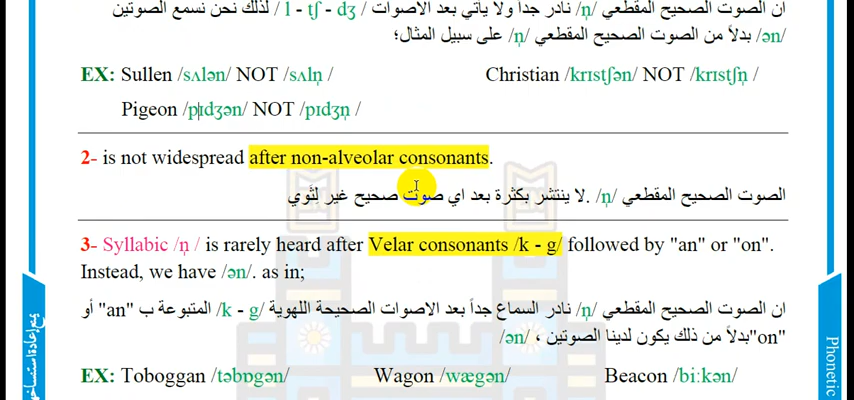 ان الصوت الصحيح المقطعي /n̩/ نادر جداً ولا يأتي بعد الاصوات / l - tʃ - dʒ / لذلك نحن نسمع الصوتين
/ən/ بدلاً من الصوت الصحيح المقطعي /n̩/ على سبيل المثال؛
EX: Sullen /sʌlən/ NOT /sʌln̩ / Christian /krɪstʃən/ NOT /krɪstʃn̩ /
Pigeon /pɪdʒən/ NOT /pɪdʒn̩ /
2- is not widespread after non-alveolar consonants.
الصوت الصحيح المقطعي /n̩/ .لا ينتشر بكثرة بعد اي صوت صحيح غير لِثَوي
3- Syllabic /n̩ / is rarely heard after Velar consonants /k - g/ followed by "an" or "on".
Instead, we have /ən/. as in;
ان الصوت الصحيح المقطعي /n̩/ نادر السماع جداً بعد الاصوات الصحيحة اللهوية /k - g/ المتبوعة ب "an" أو
"on"بدلاً من ذلك يكون لدينا الصوتين ، /ən/
EX: Toboggan /təbɒgən/ Wagon /wægən/ Beacon /bi:kən/
Phonetic